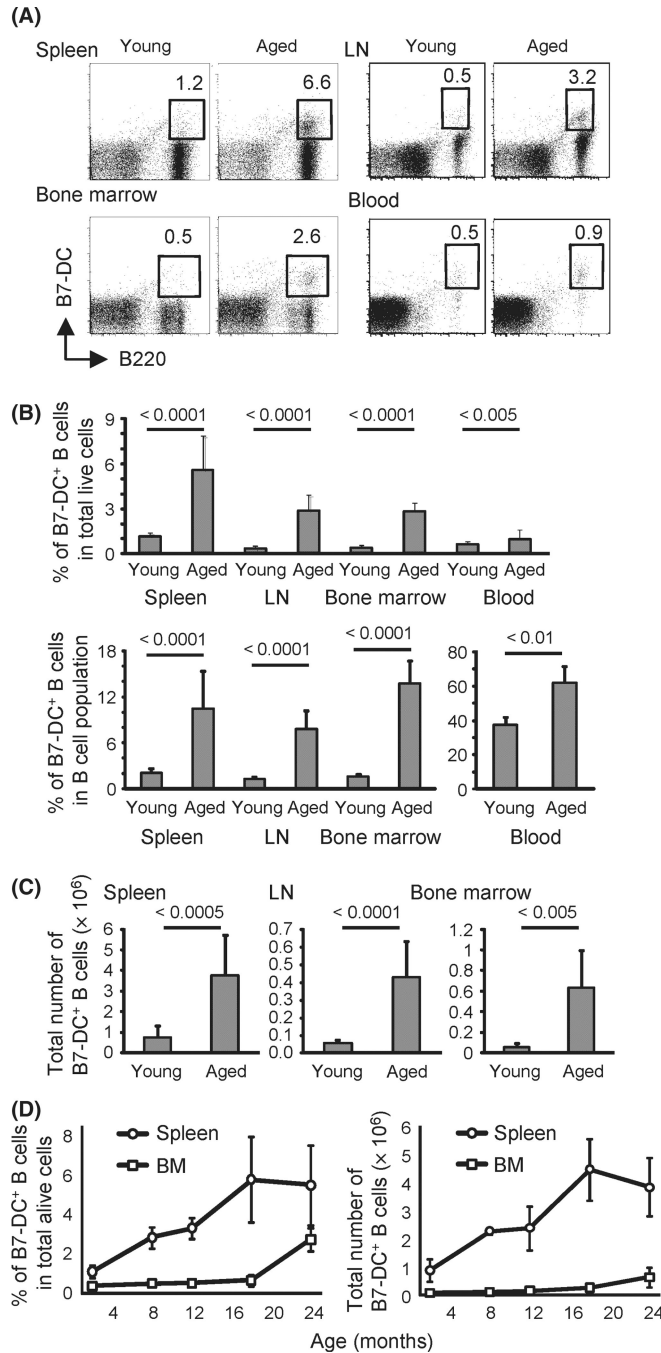 (A)
Spleen Young Aged LN Young Aged
1.2 6.6 0.5 3.2
Bone marrow Blood
0.5 2.6 0.5 0.9
B7-DC
B220
(B)
% of B7-DC⁺ B cells
in total live cells
9
6
3
0
< 0.0001 < 0.0001 < 0.0001 < 0.005
Young Aged Young Aged Young Aged Young Aged
Spleen LN Bone marrow Blood
% of B7-DC⁺ B cells
in B cell population
18
12
6
0
< 0.0001 < 0.0001 < 0.0001
Young Aged Young Aged Young Aged
Spleen LN Bone marrow
80
60
40
20
0
< 0.01
Young Aged
Blood
(C)
Total number of
B7-DC⁺ B cells (× 10⁶)
Spleen LN Bone marrow
< 0.0005 < 0.0001 < 0.005
6
5
4
3
2
1
0
Young Aged
0.7
0.6
0.5
0.4
0.3
0.2
0.1
0.0
Young Aged
1.2
1
0.8
0.6
0.4
0.2
0
Young Aged
(D)
% of B7-DC⁺ B cells
in total alive cells
8
6
4
2
0
Spleen
BM
4 8 12 16 20 24
Total number of
B7-DC⁺ B cells (× 10⁶)
6
5
4
3
2
1
0
Spleen
BM
4 8 12 16 20 24
Age (months)